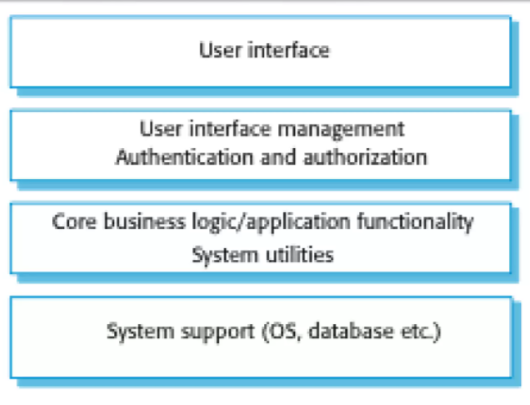 User interface
User interface management
Authentication and authorization
Core business logic/application functionality
System utilities
System support (OS, database etc.)